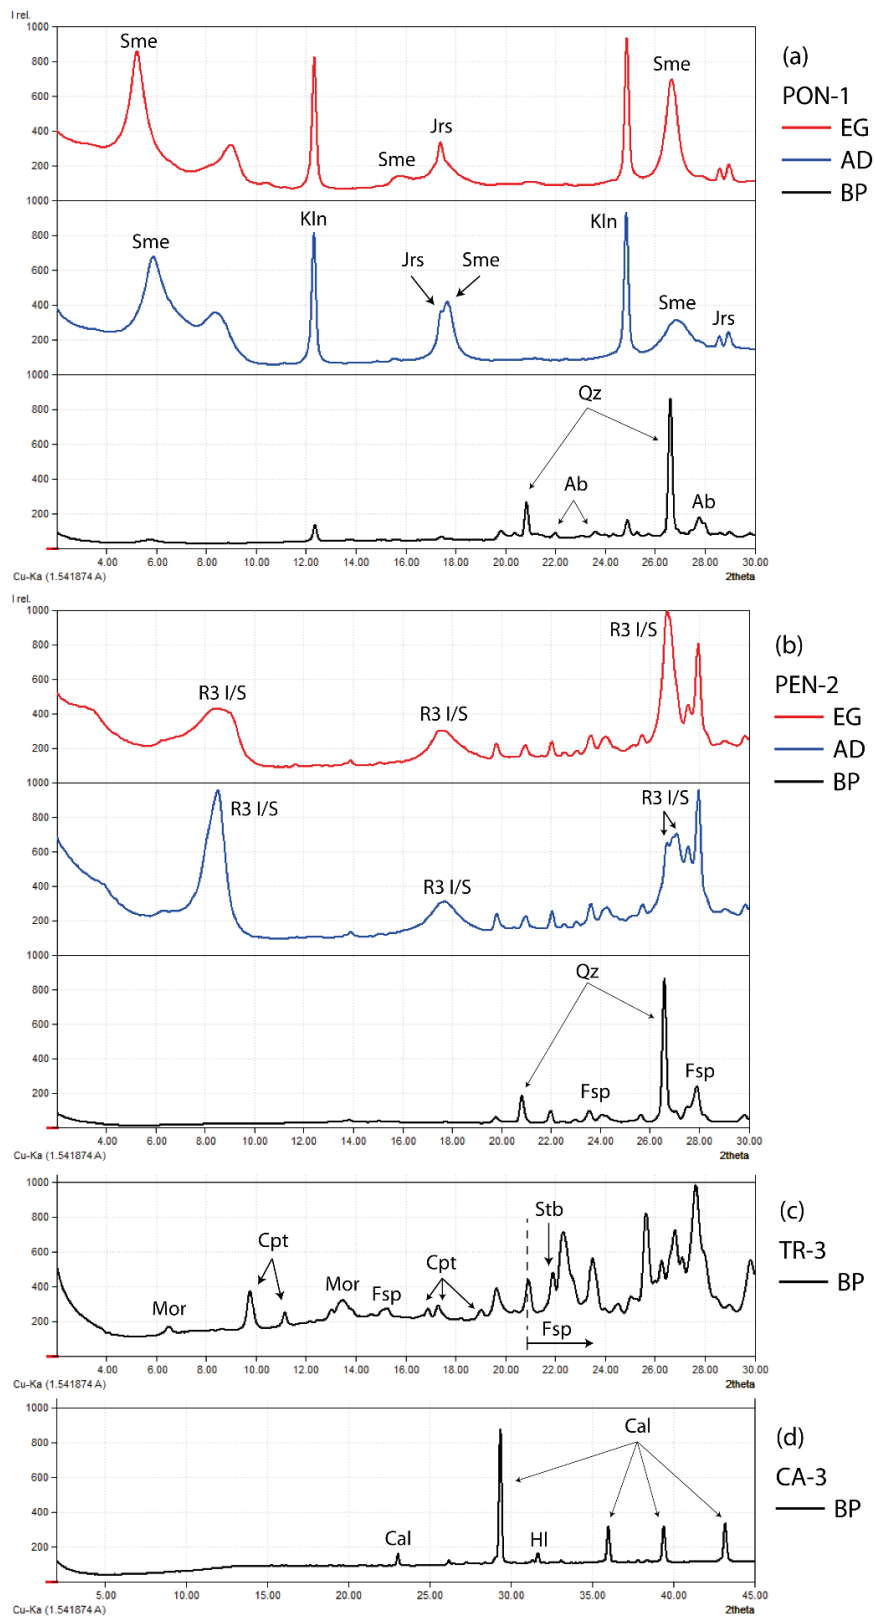 I rel.
1000
800
600
400
200
Sme
Sme
Sme
Jrs
(a)
PON-1
EG
AD
BP
1000
800
600
400
200
Sme
Kln
Jrs
Sme
Kln
Sme
Jrs
1000
800
600
400
200
Qz
Ab
Ab
4.00 6.00 8.00 10.00 12.00 14.00 16.00 18.00 20.00 22.00 24.00 26.00 28.00 30.00
Cu-Ka (1.541874 A) 2theta
I rel.
1000
800
600
400
200
R3 I/S
R3 I/S
R3 I/S
(b)
PEN-2
EG
AD
BP
1000
800
600
400
200
R3 I/S
R3 I/S
R3 I/S
1000
800
600
400
200
Qz
Fsp
Fsp
4.00 6.00 8.00 10.00 12.00 14.00 16.00 18.00 20.00 22.00 24.00 26.00 28.00 30.00
Cu-Ka (1.541874 A) 2theta
1000
800
600
400
200
Mor
Cpt
Mor
Fsp
Cpt
Stb
Fsp
(c)
TR-3
BP
4.00 6.00 8.00 10.00 12.00 14.00 16.00 18.00 20.00 22.00 24.00 26.00 28.00 30.00
Cu-Ka (1.541874 A) 2theta
1000
800
600
400
200
Cal
Hl
Cal
(d)
CA-3
BP
5.00 10.00 15.00 20.00 25.00 30.00 35.00 40.00 45.00
Cu-Ka (1.541874 A) 2theta